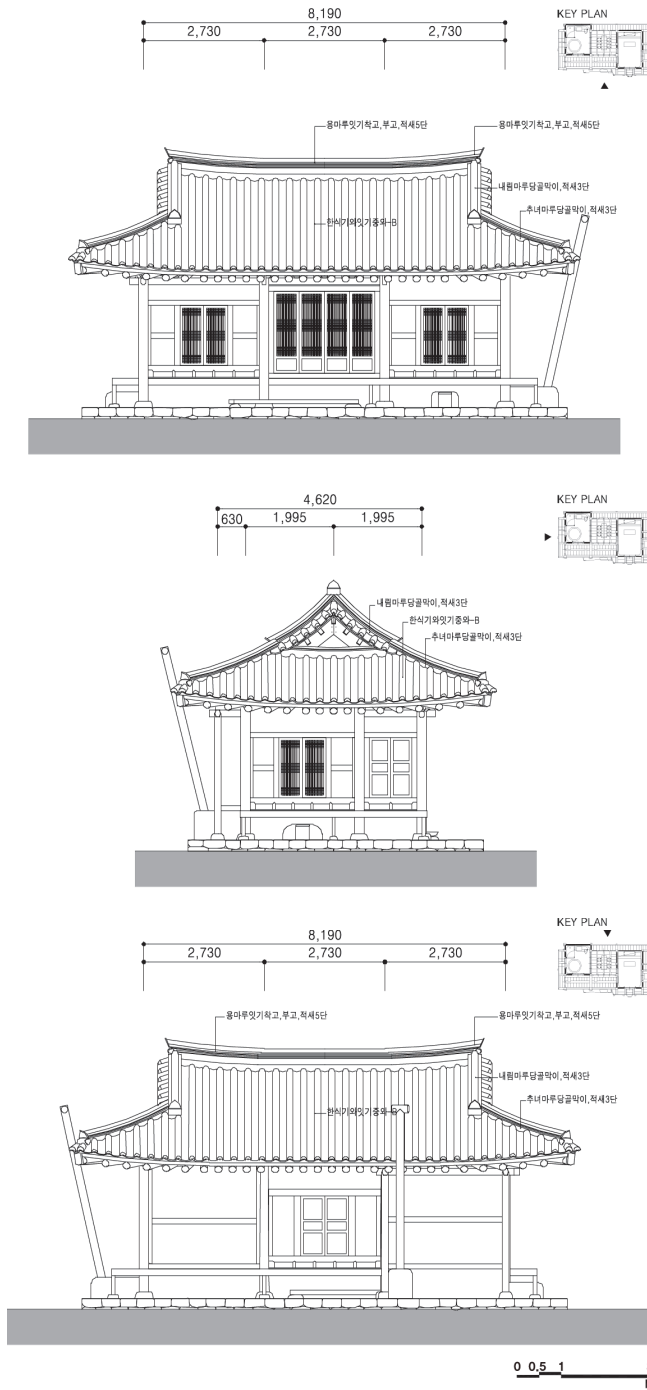 KEY PLAN
8,190
2,730 2,730 2,730
용마루잇기착고,부고,적새5단 용마루잇기착고,부고,적새5단
내림마루당골막이,적새3단
추녀마루당골막이,적새3단
한식기와잇기중와-B
KEY PLAN
4,620
630 1,995 1,995
내림마루당골막이,적새3단
한식기와잇기중와-B
추녀마루당골막이,적새3단
KEY PLAN
8,190
2,730 2,730 2,730
용마루잇기착고,부고,적새5단 용마루잇기착고,부고,적새5단
내림마루당골막이,적새3단
추녀마루당골막이,적새3단
한식기와잇기중와-B
0 0.5 1